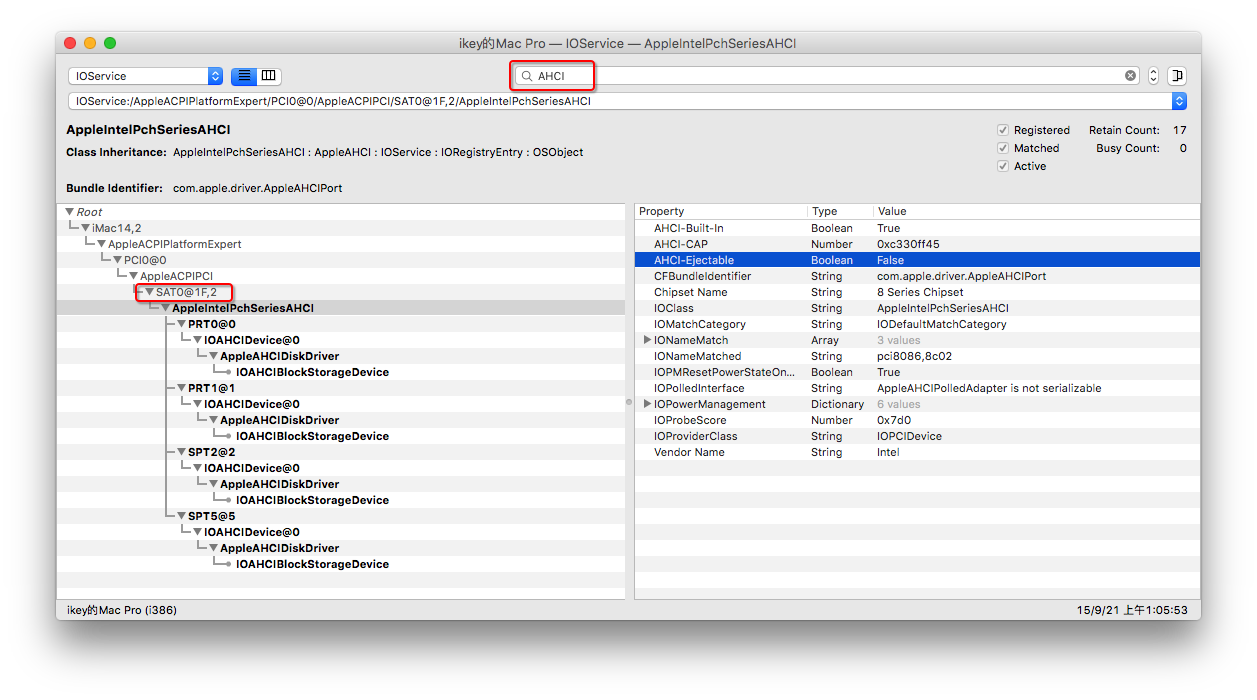 ikey的Mac Pro — IOService — AppleIntelPchSeriesAHCI
IOService
AHCI
IOService:/AppleACPIPlatformExpert/PCI0@0/AppleACPIPCI/SAT0@1F,2/AppleIntelPchSeriesAHCI
AppleIntelPchSeriesAHCI
Class Inheritance: AppleIntelPchSeriesAHCI : AppleAHCI : IOService : IORegistryEntry : OSObject
Bundle Identifier: com.apple.driver.AppleAHCIPort
Registered Retain Count: 17
Matched Busy Count: 0
Active
Root
iMac14,2
AppleACPIPlatformExpert
PCI0@0
AppleACPIPCI
SAT0@1F,2
AppleIntelPchSeriesAHCI
PRT0@0
IOAHCIDevice@0
AppleAHCIDiskDriver
IOAHCIBlockStorageDevice
PRT1@1
IOAHCIDevice@0
AppleAHCIDiskDriver
IOAHCIBlockStorageDevice
SPT2@2
IOAHCIDevice@0
AppleAHCIDiskDriver
IOAHCIBlockStorageDevice
SPT5@5
IOAHCIDevice@0
AppleAHCIDiskDriver
IOAHCIBlockStorageDevice
Property Type Value
AHCI-Built-In Boolean True
AHCI-CAP Number 0xc330ff45
AHCI-Ejectable Boolean False
CFBundleIdentifier String com.apple.driver.AppleAHCIPort
Chipset Name String 8 Series Chipset
IOClass String AppleIntelPchSeriesAHCI
IOMatchCategory String IODefaultMatchCategory
IONameMatch Array 3 values
IONameMatched String pci8086,8c02
IOPMResetPowerStateOn... Boolean True
IOPolledInterface String AppleAHCIPolledAdapter is not serializable
IOPowerManagement Dictionary 6 values
IOProbeScore Number 0x7d0
IOProviderClass String IOPCIDevice
Vendor Name String Intel
ikey的Mac Pro (i386)
15/9/21 上午1:05:53